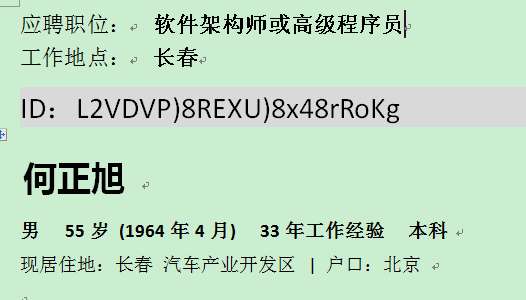 应聘职位： 软件架构师或高级程序员
工作地点： 长春
ID：L2VDVP)8REXU)8x48rRoKg
何正旭
男 55岁 (1964年4月) 33年工作经验 本科
现居住地：长春 汽车产业开发区 | 户口：北京